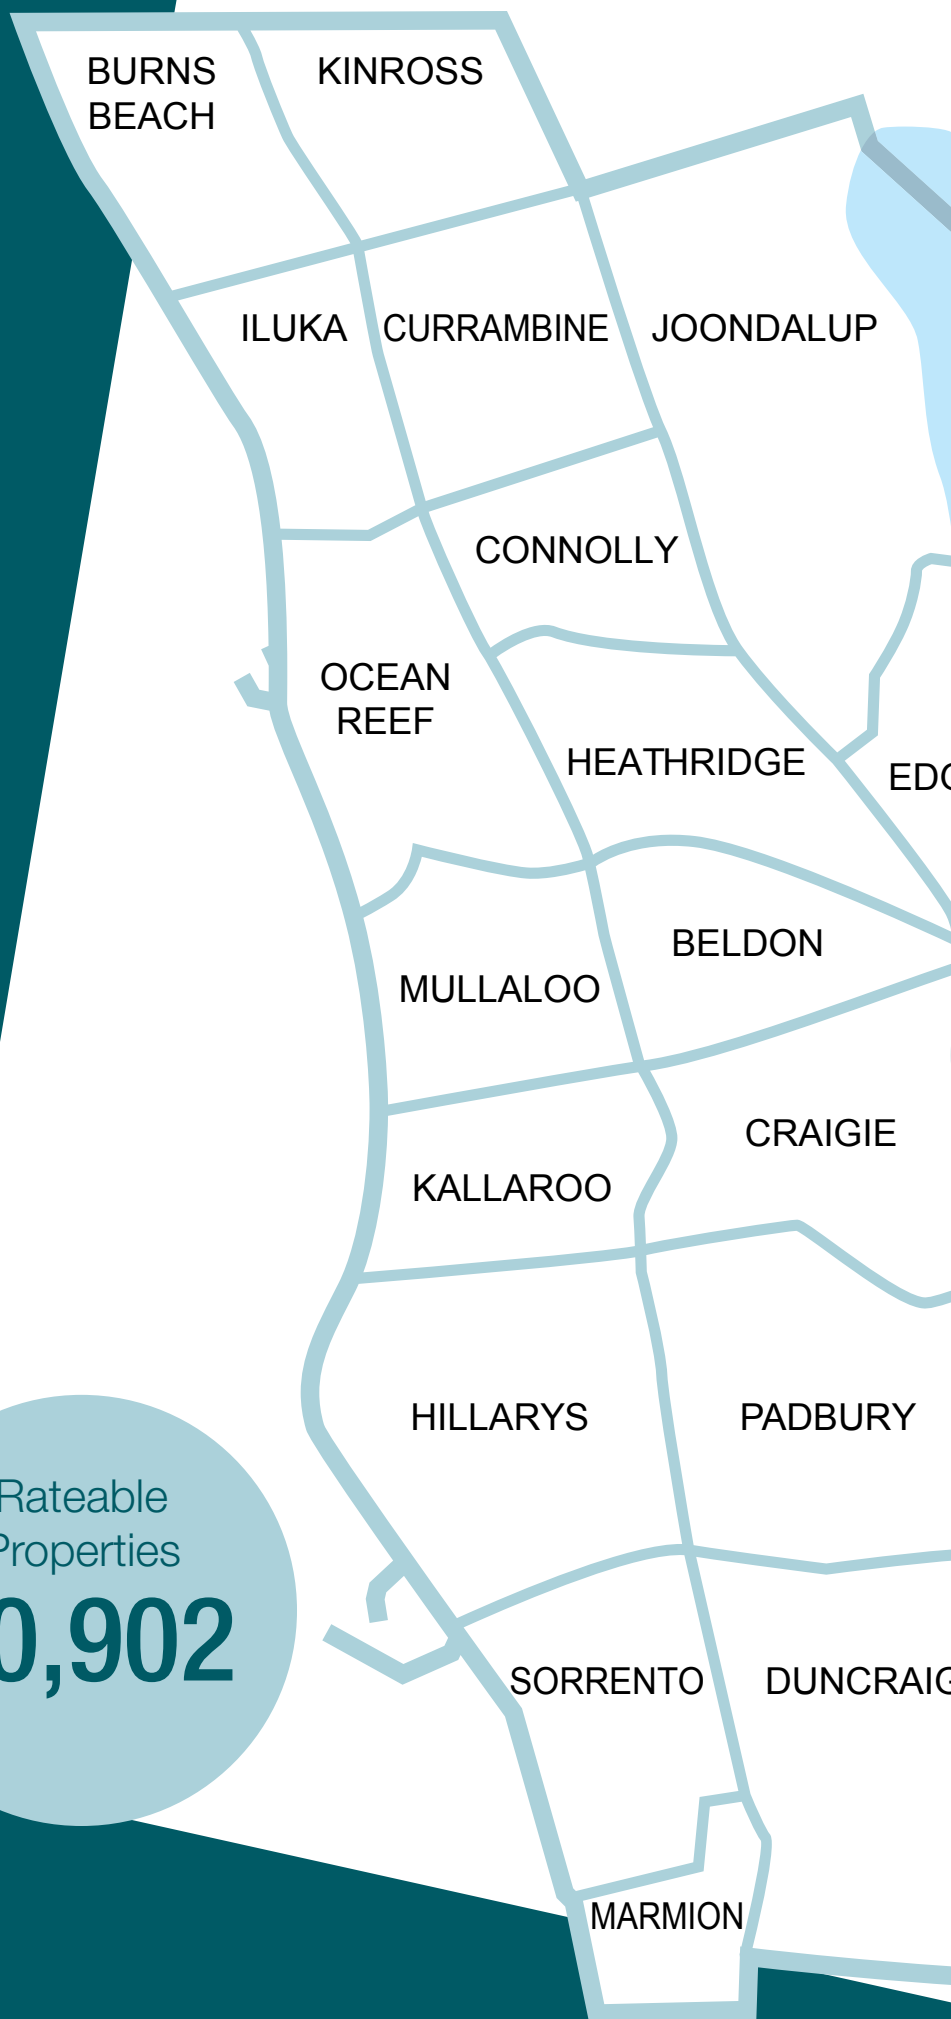 BURNS
BEACH
KINROSS
ILUKA
CURRAMBINE
JOONDALUP
CONNOLLY
OCEAN
REEF
HEATHRIDGE
BELDON
MULLALOO
CRAIGIE
KALLAROO
HILLARYS
PADBURY
Rateable
Properties
0,902
SORRENTO
DUNCRAIG
MARMION